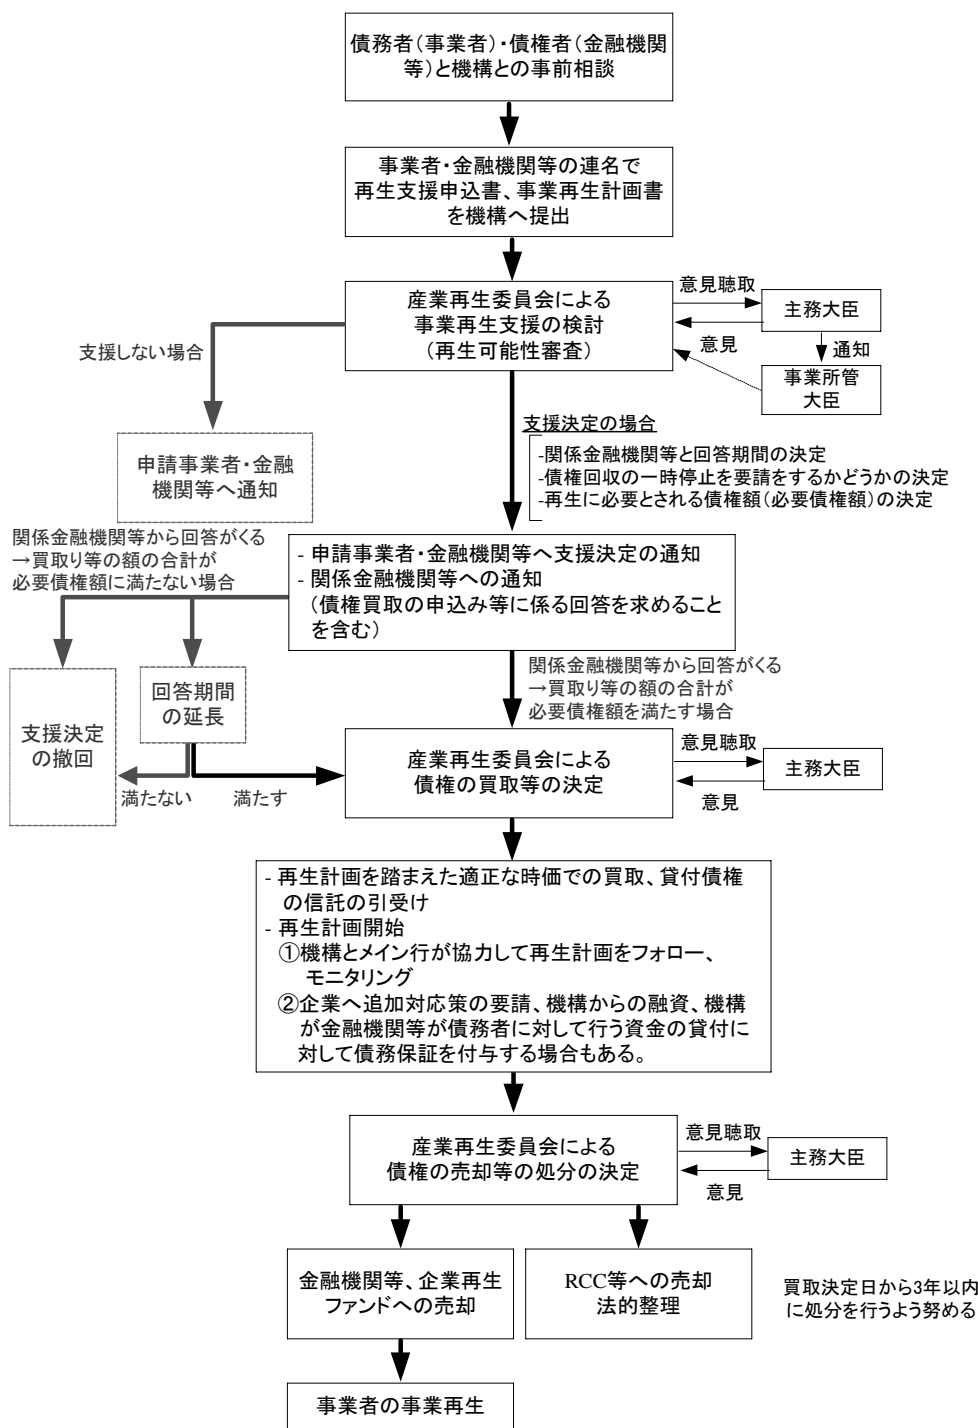 債務者(事業者)・債権者(金融機関
等)と機構との事前相談
事業者・金融機関等の連名で
再生支援申込書、事業再生計画書
を機構へ提出
産業再生委員会による
事業再生支援の検討
(再生可能性審査)
意見聴取
意見
主務大臣
通知
事業所管
大臣
支援しない場合
申請事業者・金融
機関等へ通知
支援決定の場合
-関係金融機関等と回答期間の決定
-債権回収の一時停止を要請をするかどうかの決定
-再生に必要とされる債権額(必要債権額)の決定
関係金融機関等から回答がくる
→買取り等の額の合計が
必要債権額に満たない場合
- 申請事業者・金融機関等へ支援決定の通知
- 関係金融機関等への通知
(債権買取の申込み等に係る回答を求めること
を含む)
支援決定
の撤回
回答期間
の延長
満たない
満たす
関係金融機関等から回答がくる
→買取り等の額の合計が
必要債権額を満たす場合
産業再生委員会による
債権の買取等の決定
意見聴取
意見
主務大臣
- 再生計画を踏まえた適正な時価での買取、貸付債権
の信託の引受け
- 再生計画開始
①機構とメイン行が協力して再生計画をフォロー、
モニタリング
②企業へ追加対応策の要請、機構からの融資、機構
が金融機関等が債務者に対して行う資金の貸付に
対して債務保証を付与する場合もある。
産業再生委員会による
債権の売却等の処分の決定
意見聴取
意見
主務大臣
金融機関等、企業再生
ファンドへの売却
RCC等への売却
法的整理
買取決定日から3年以内
に処分を行うよう努める
事業者の事業再生